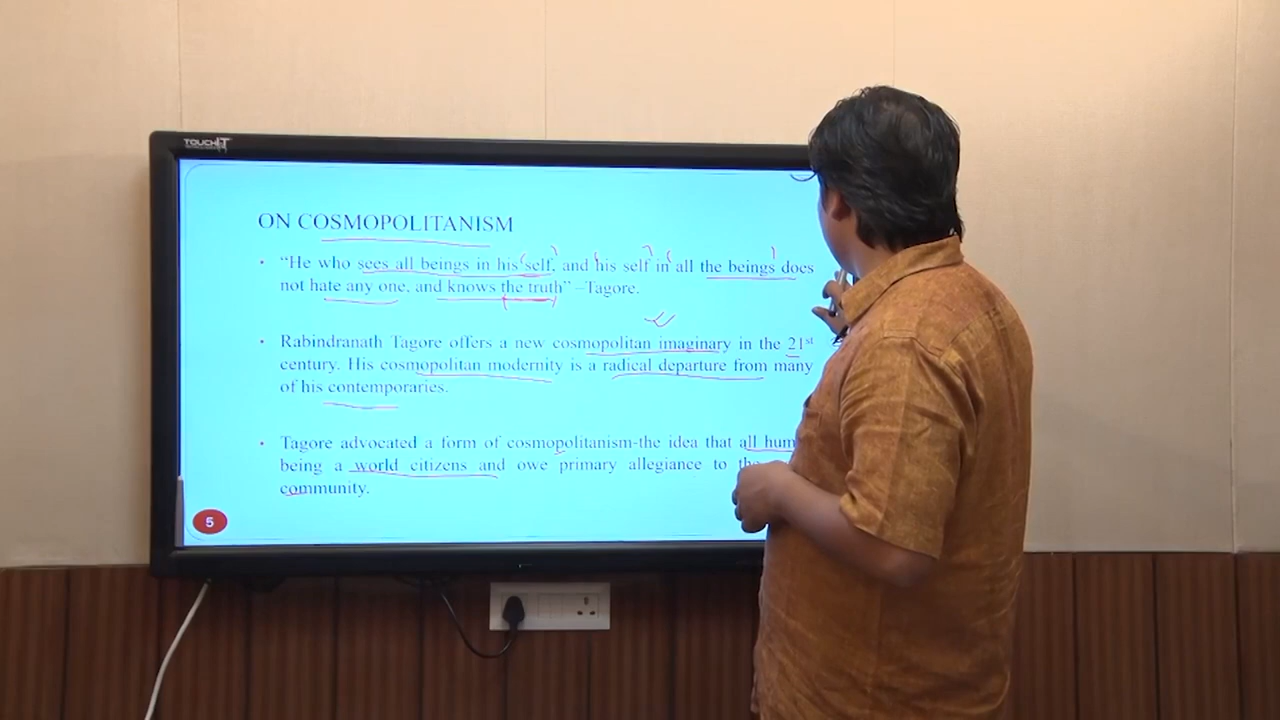 TOUCHIT
ON COSMOPOLITANISM
• “He who sees all beings in his self, and his self in all the beings does
not hate any one, and knows the truth” –Tagore.
• Rabindranath Tagore offers a new cosmopolitan imaginary in the 21st
century. His cosmopolitan modernity is a radical departure from many
of his contemporaries.
• Tagore advocated a form of cosmopolitanism-the idea that all hum
being a world citizens and owe primary allegiance to the
community.
5